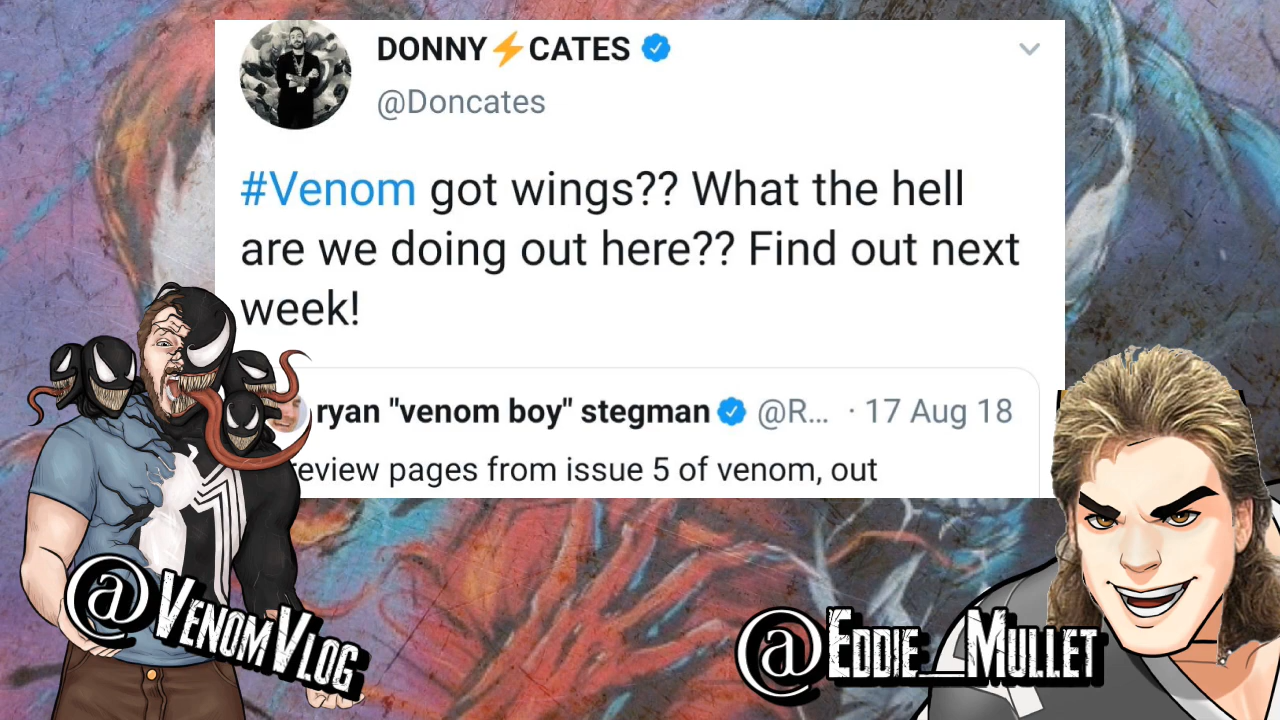 DONNY⚡CATES
@Doncates
#Venom got wings?? What the hell
are we doing out here?? Find out next
week!
ryan "venom boy" stegman @R... · 17 Aug 18
review pages from issue 5 of venom, out
@VenomVlog
@Eddie_Mullet